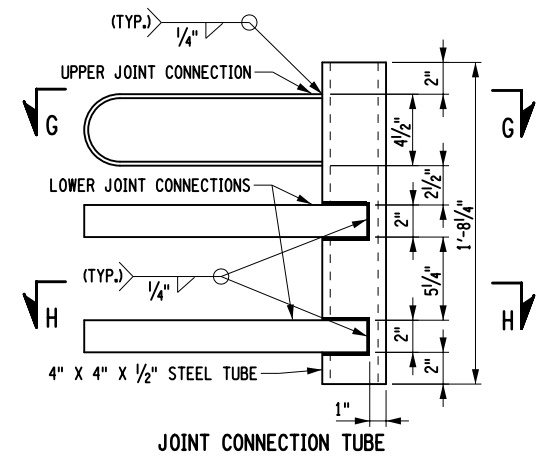 (TYP.)
1/4"
UPPER JOINT CONNECTION
2"
G
G
4 1/2"
2 1/2"
LOWER JOINT CONNECTIONS
2"
1'-8 1/4"
(TYP.)
1/4"
5 1/4"
H
H
2"
4" X 4" X 1/2" STEEL TUBE
2"
1"
JOINT CONNECTION TUBE